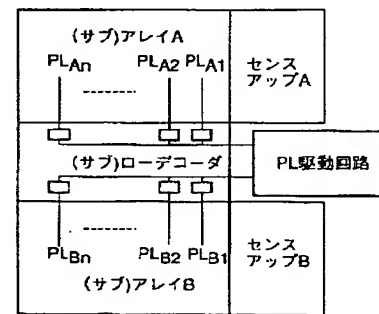 (サブ)アレイA
PLAn PLA2 PLA1
センス
アップA
(サブ)ローデコーダ
PL駆動回路
PLBn PLB2 PLB1
(サブ)アレイB
センス
アップB